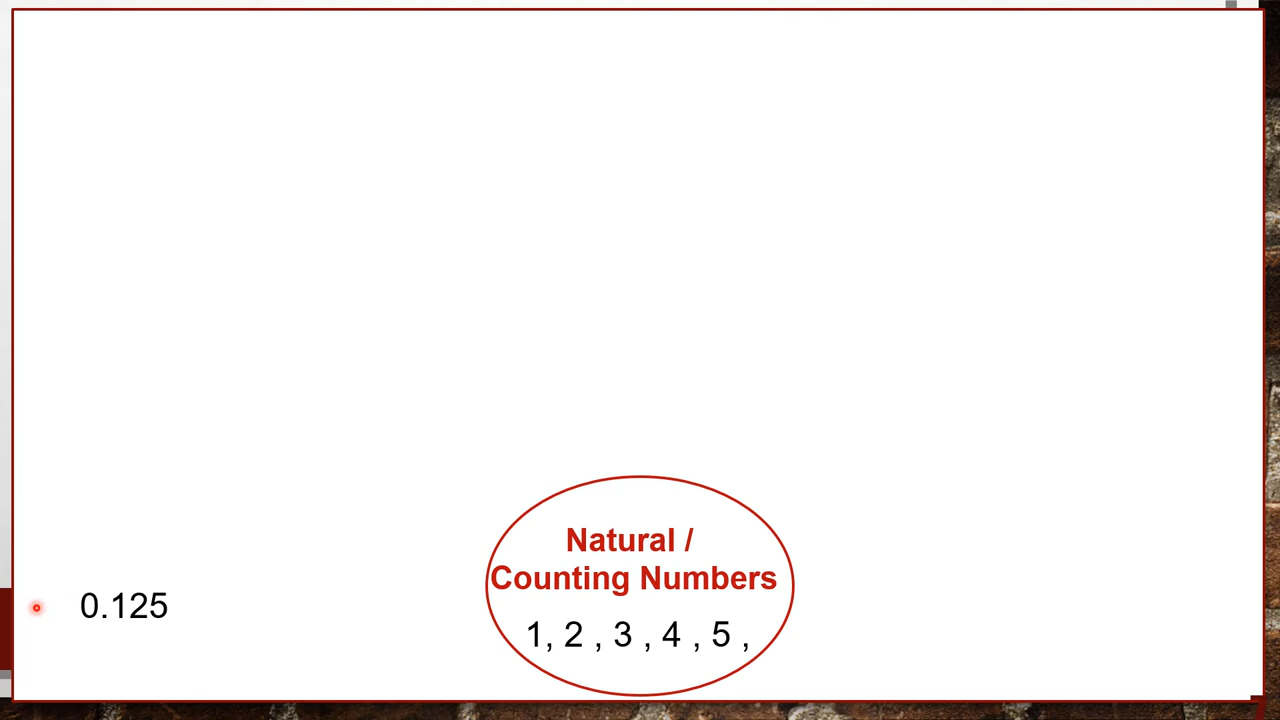 Natural /
Counting Numbers
0.125
1, 2 , 3 , 4 , 5 ,